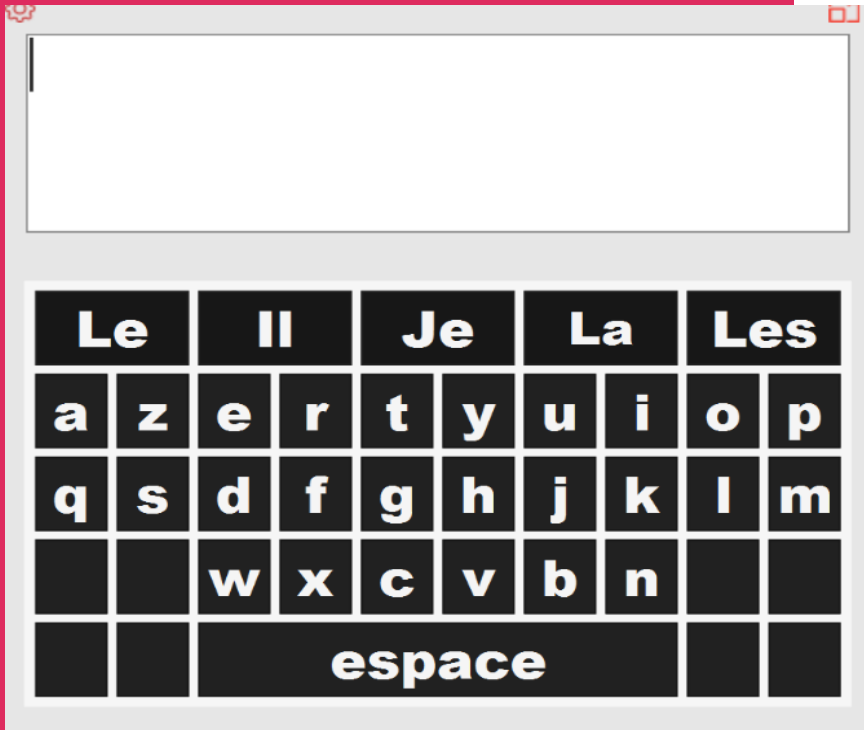 Le Il Je La Les
a z e r t y u i o p
q s d f g h j k l m
w x c v b n
espace